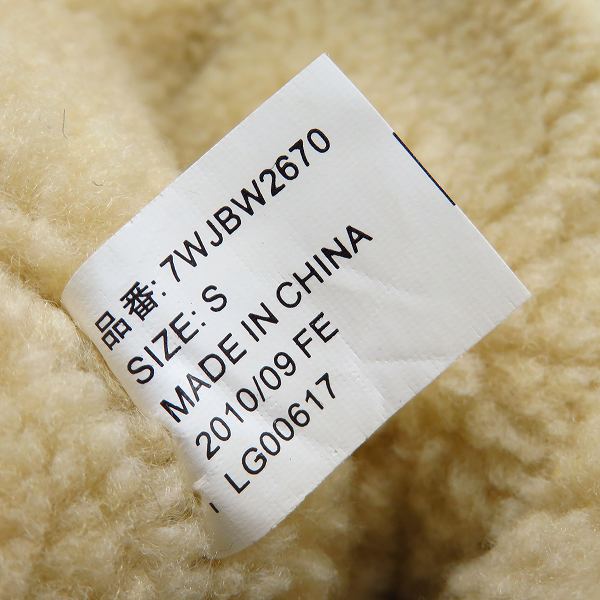 品番: 7WJBW2670
SIZE: S
MADE IN CHINA
2010/09 FE
LG00617